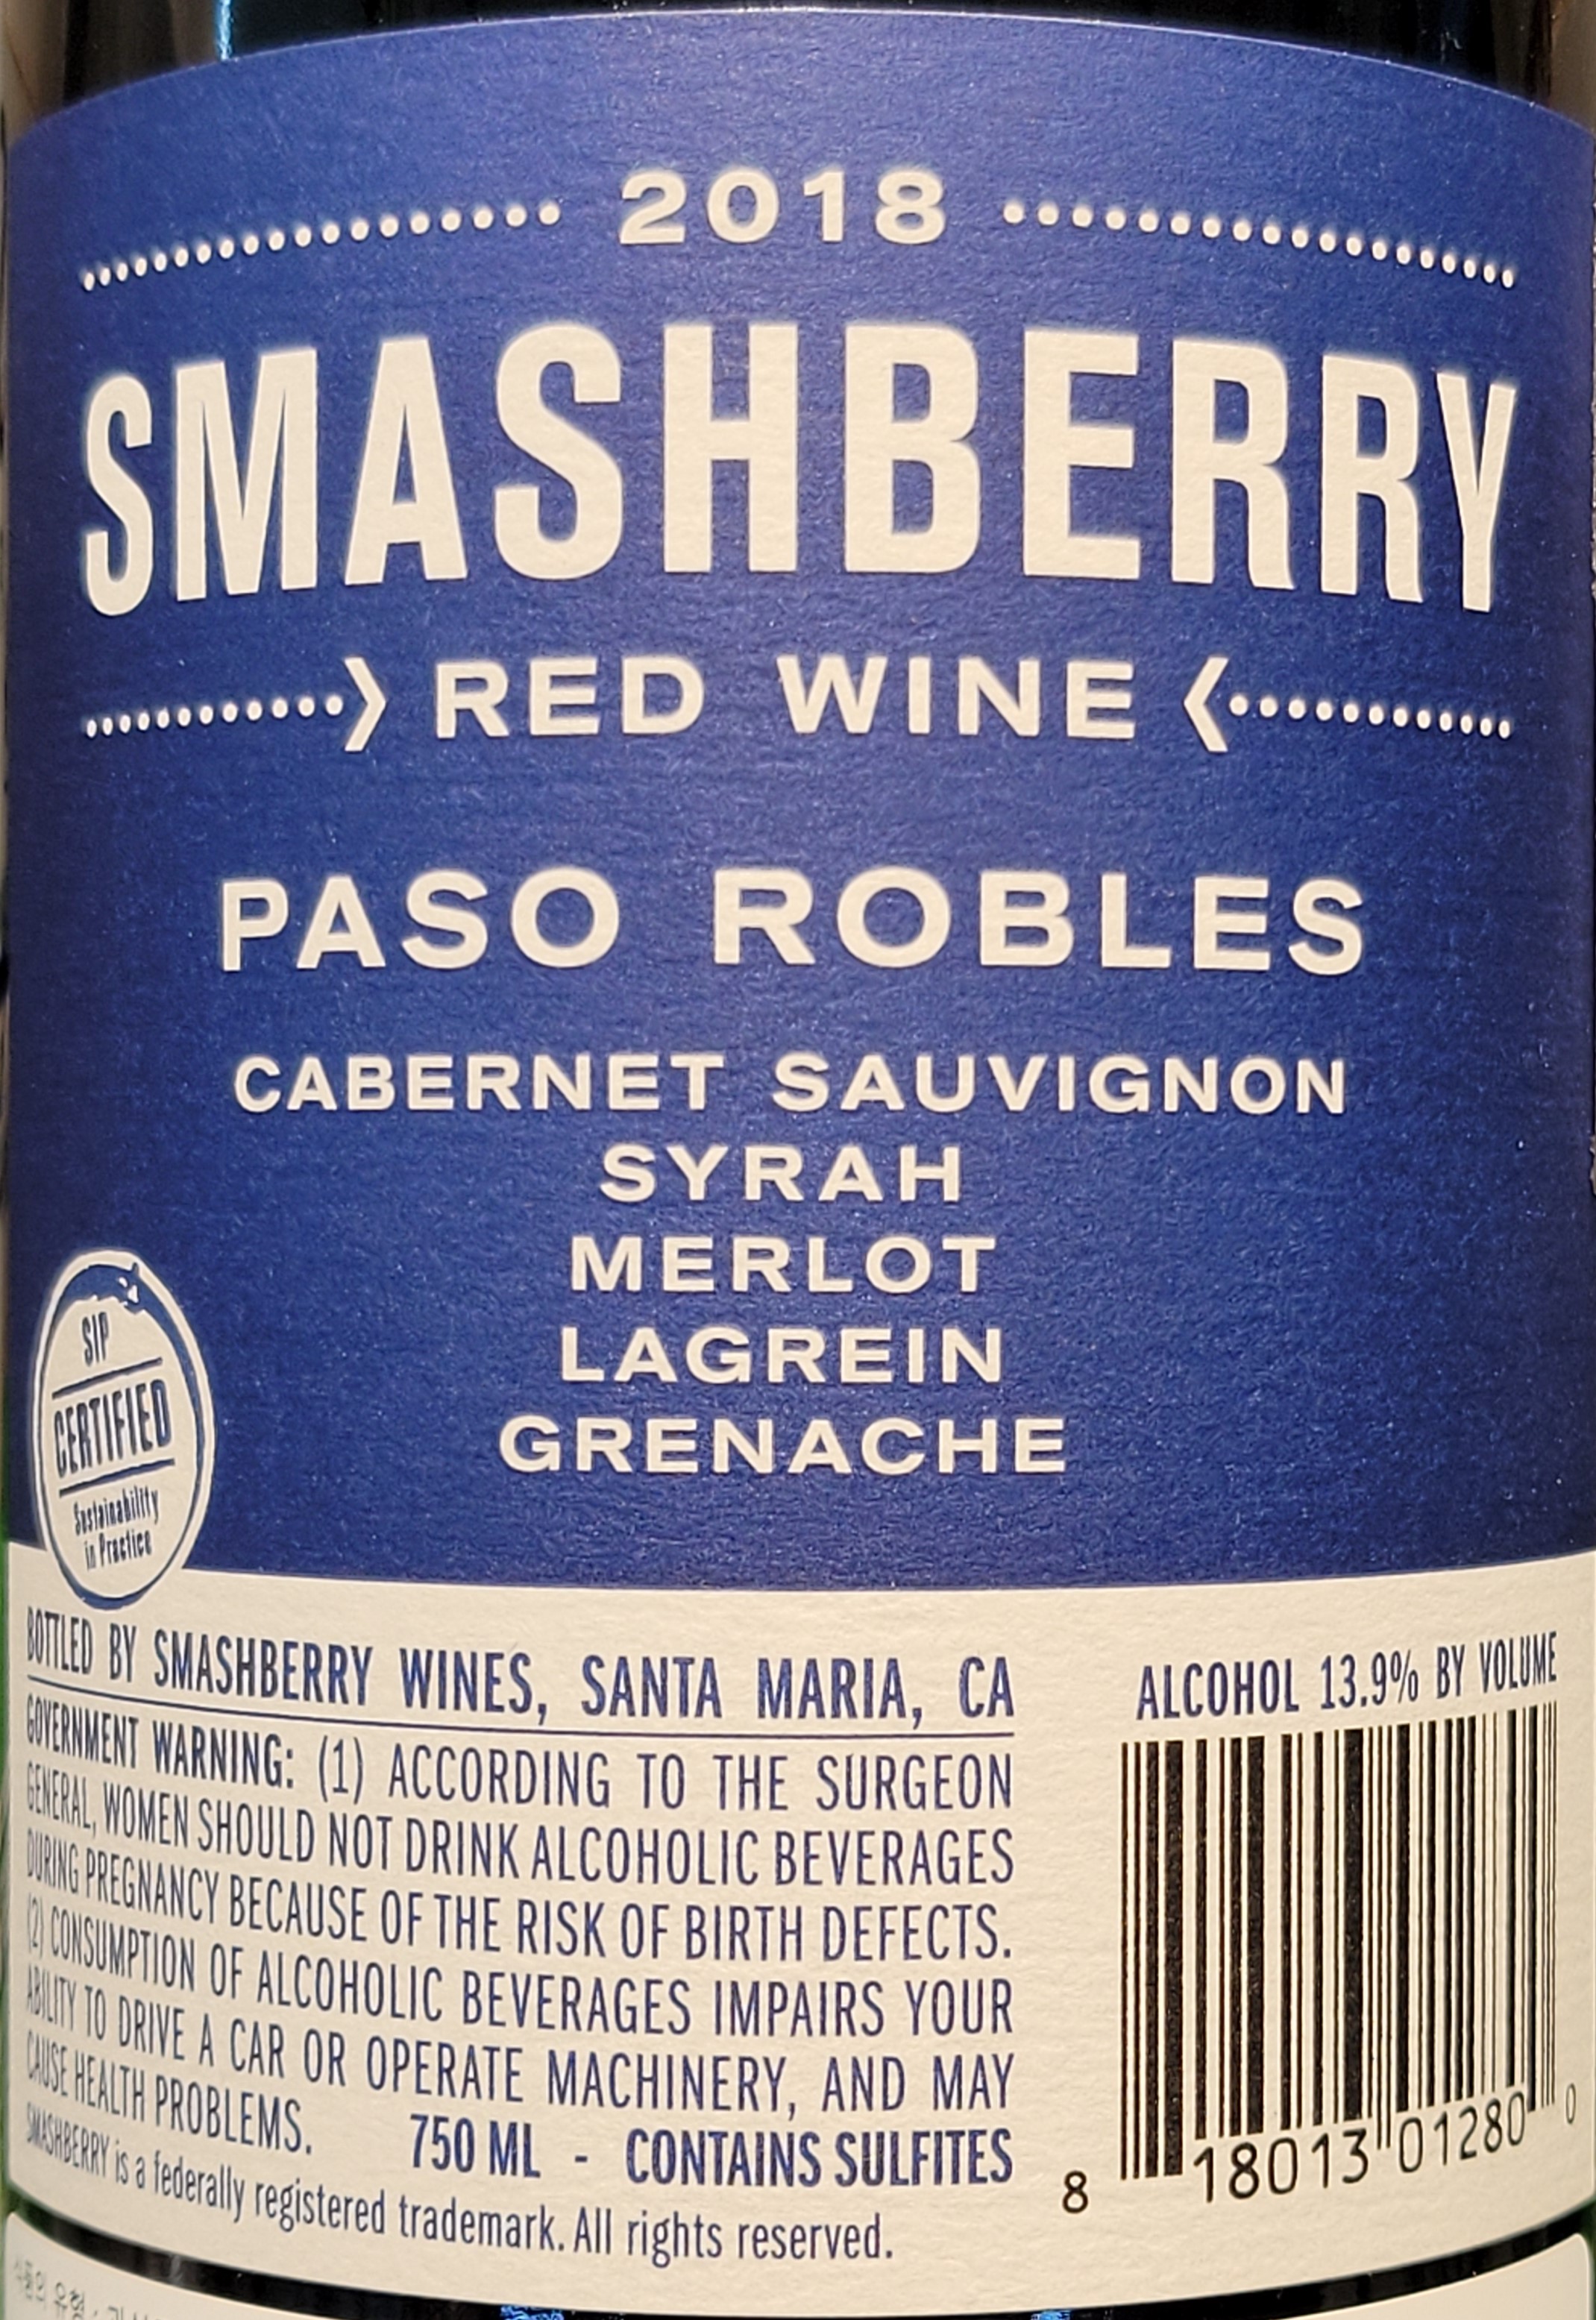 2018
SMASHBERRY
RED WINE
PASO ROBLES
CABERNET SAUVIGNON
SYRAH
MERLOT
LAGREIN
GRENACHE
SIP
CERTIFIED
Sustainability
in Practice
BOTTLED BY SMASHBERRY WINES, SANTA MARIA, CA
GOVERNMENT WARNING: (1) ACCORDING TO THE SURGEON
GENERAL, WOMEN SHOULD NOT DRINK ALCOHOLIC BEVERAGES
DURING PREGNANCY BECAUSE OF THE RISK OF BIRTH DEFECTS.
(2) CONSUMPTION OF ALCOHOLIC BEVERAGES IMPAIRS YOUR
ABILITY TO DRIVE A CAR OR OPERATE MACHINERY, AND MAY
CAUSE HEALTH PROBLEMS. 750 ML - CONTAINS SULFITES
SMASHBERRY is a federally registered trademark. All rights reserved.
ALCOHOL 13.9% BY VOLUME
8 18013 01280 0